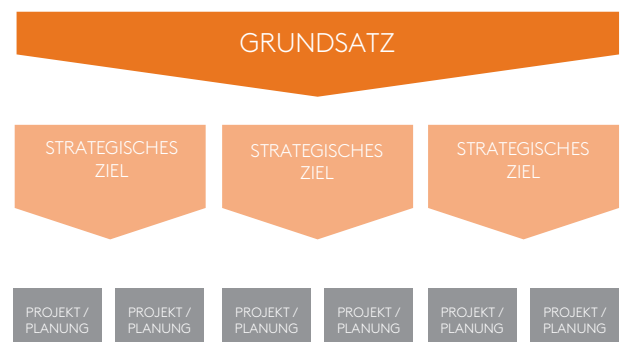 GRUNDSATZ
STRATEGISCHES
ZIEL
STRATEGISCHES
ZIEL
STRATEGISCHES
ZIEL
PROJEKT /
PLANUNG
PROJEKT /
PLANUNG
PROJEKT /
PLANUNG
PROJEKT /
PLANUNG
PROJEKT /
PLANUNG
PROJEKT /
PLANUNG